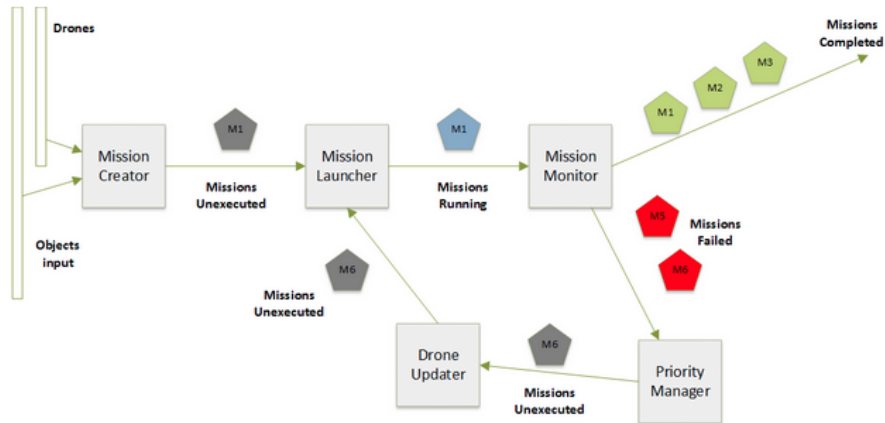 Drones
Missions
Completed
M3
M2
M1
M1
M1
Mission
Creator
Mission
Launcher
Mission
Monitor
Missions
Unexecuted
Missions
Running
M5
Missions
Failed
M6
Objects
input
M6
Missions
Unexecuted
M6
Drone
Updater
Missions
Unexecuted
Priority
Manager